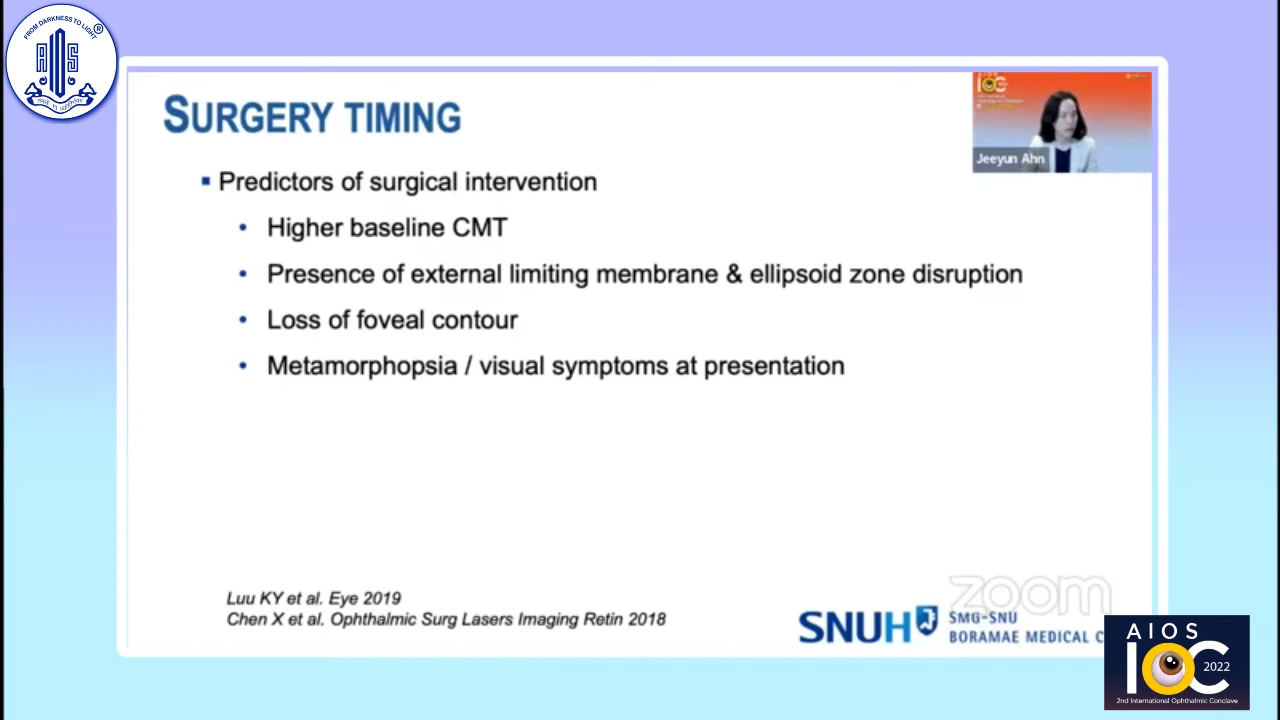 FROM DARKNESS TO LIGHT
®
AIOS
SURGERY TIMING
AIOS
IOC
Jeeyun Ahn
Predictors of surgical intervention
Higher baseline CMT
Presence of external limiting membrane & ellipsoid zone disruption
Loss of foveal contour
Metamorphopsia / visual symptoms at presentation
Luu KY et al. Eye 2019
Chen X et al. Ophthalmic Surg Lasers Imaging Retin 2018
zoom
SNUH
SMG-SNU
BORAMAE MEDICAL C
AIOS
IOC
2022
2nd International Ophthalmic Conclave